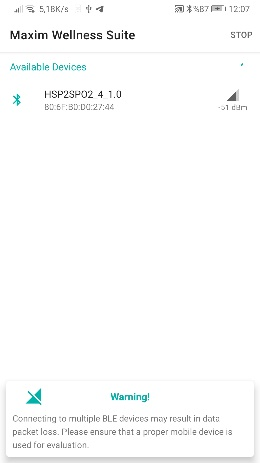 5,18K/s %87 12:07
Maxim Wellness Suite STOP
Available Devices
HSP2SPO2_4_1.0
80:6F:B0:D0:27:44 -51 dBm
Warning!
Connecting to multiple BLE devices may result in data
packet loss. Please ensure that a proper mobile device is
used for evaluation.